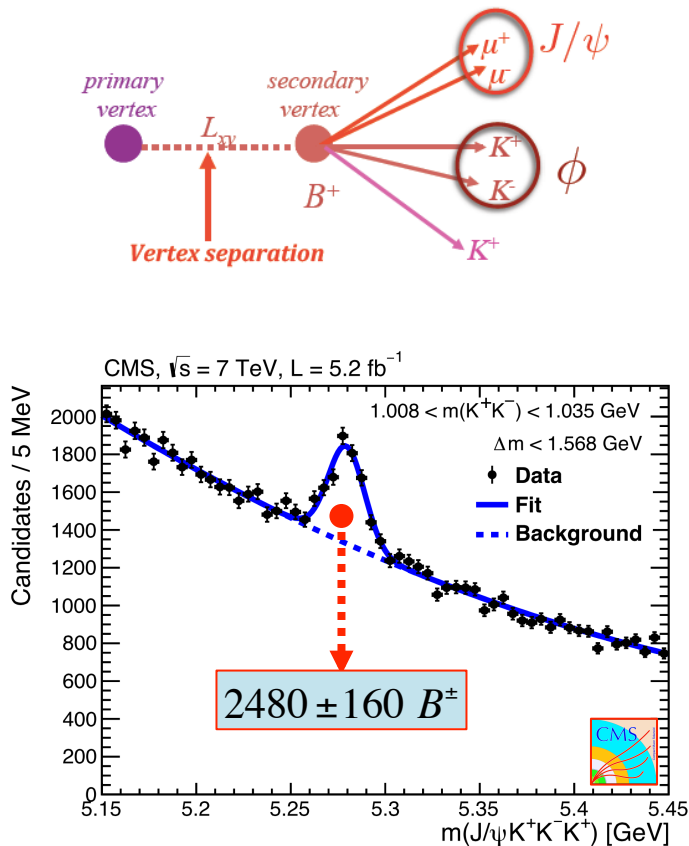 primary
vertex
secondary
vertex
μ⁺
μ⁻
J/ψ
L_xy
K⁺
K⁻
ϕ
B⁺
K⁺
Vertex separation
CMS, √s = 7 TeV, L = 5.2 fb⁻¹
Candidates / 5 MeV
2000
1800
1600
1400
1200
1000
800
600
400
200
0
1.008 < m(K⁺K⁻) < 1.035 GeV
Δm < 1.568 GeV
Data
Fit
Background
2480 ± 160 B±
CMS
5.15
5.2
5.25
5.3
5.35
5.4
5.45
m(J/ψK⁺K⁻K⁺) [GeV]